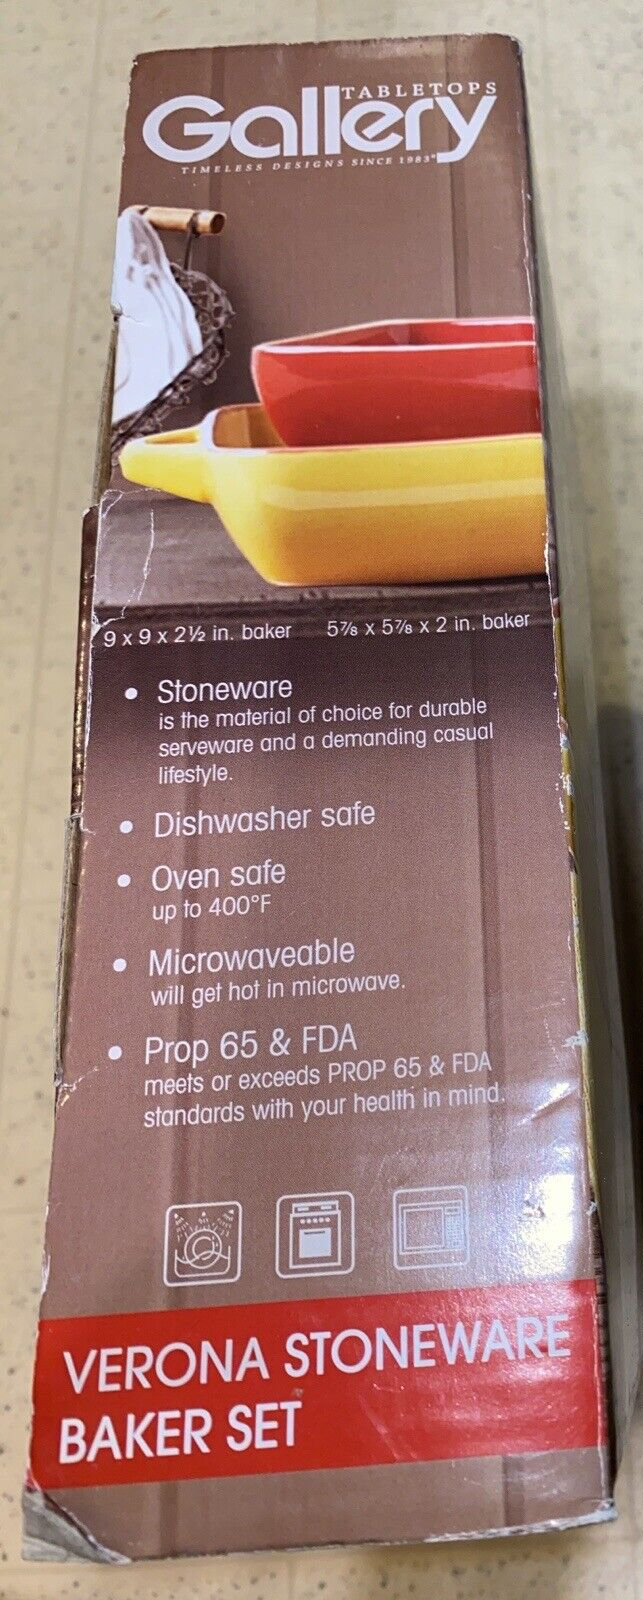 TABLETOPS
Gallery
TIMELESS DESIGNS SINCE 1983®
9 x 9 x 2½ in. baker 5⅞ x 5⅞ x 2 in. baker
• Stoneware
is the material of choice for durable
serveware and a demanding casual
lifestyle.
• Dishwasher safe
• Oven safe
up to 400°F
• Microwaveable
will get hot in microwave.
• Prop 65 & FDA
meets or exceeds PROP 65 & FDA
standards with your health in mind.
VERONA STONEWARE
BAKER SET